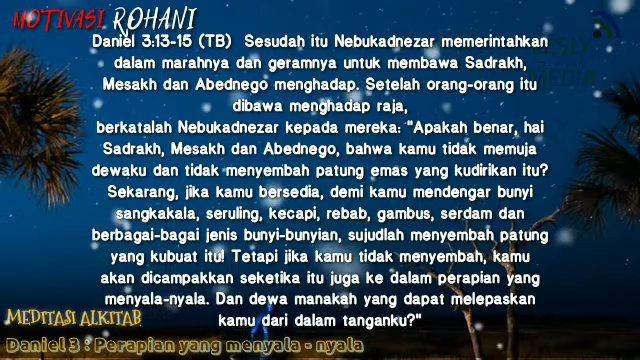 MOTIVASI ROHANI
Daniel 3:13-15 (TB) Sesudah itu Nebukadnezar memerintahkan
dalam marahnya dan geramnya untuk membawa Sadrakh,
Mesakh dan Abednego menghadap. Setelah orang-orang itu
dibawa menghadap raja,
berkatalah Nebukadnezar kepada mereka: "Apakah benar, hai
Sadrakh, Mesakh dan Abednego, bahwa kamu tidak memuja
dewaku dan tidak menyembah patung emas yang kudirikan itu?
Sekarang, jika kamu bersedia, demi kamu mendengar bunyi
sangkakala, seruling, kecapi, rebab, gambus, serdam dan
berbagai-bagai jenis bunyi-bunyian, sujudlah menyembah patung
yang kubuat itu! Tetapi jika kamu tidak menyembah, kamu
akan dicampakkan seketika itu juga ke dalam perapian yang
menyala-nyala. Dan dewa manakah yang dapat melepaskan
kamu dari dalam tanganku?"
MEDITASI ALKITAB
Daniel 3 : Perapian yang menyala - nyala